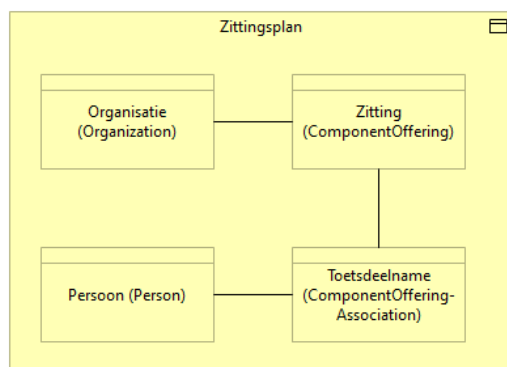 Zittingsplan
Organisatie
(Organization)
Zitting
(ComponentOffering)
Persoon (Person)
Toetsdeelname
(ComponentOffering-
Association)